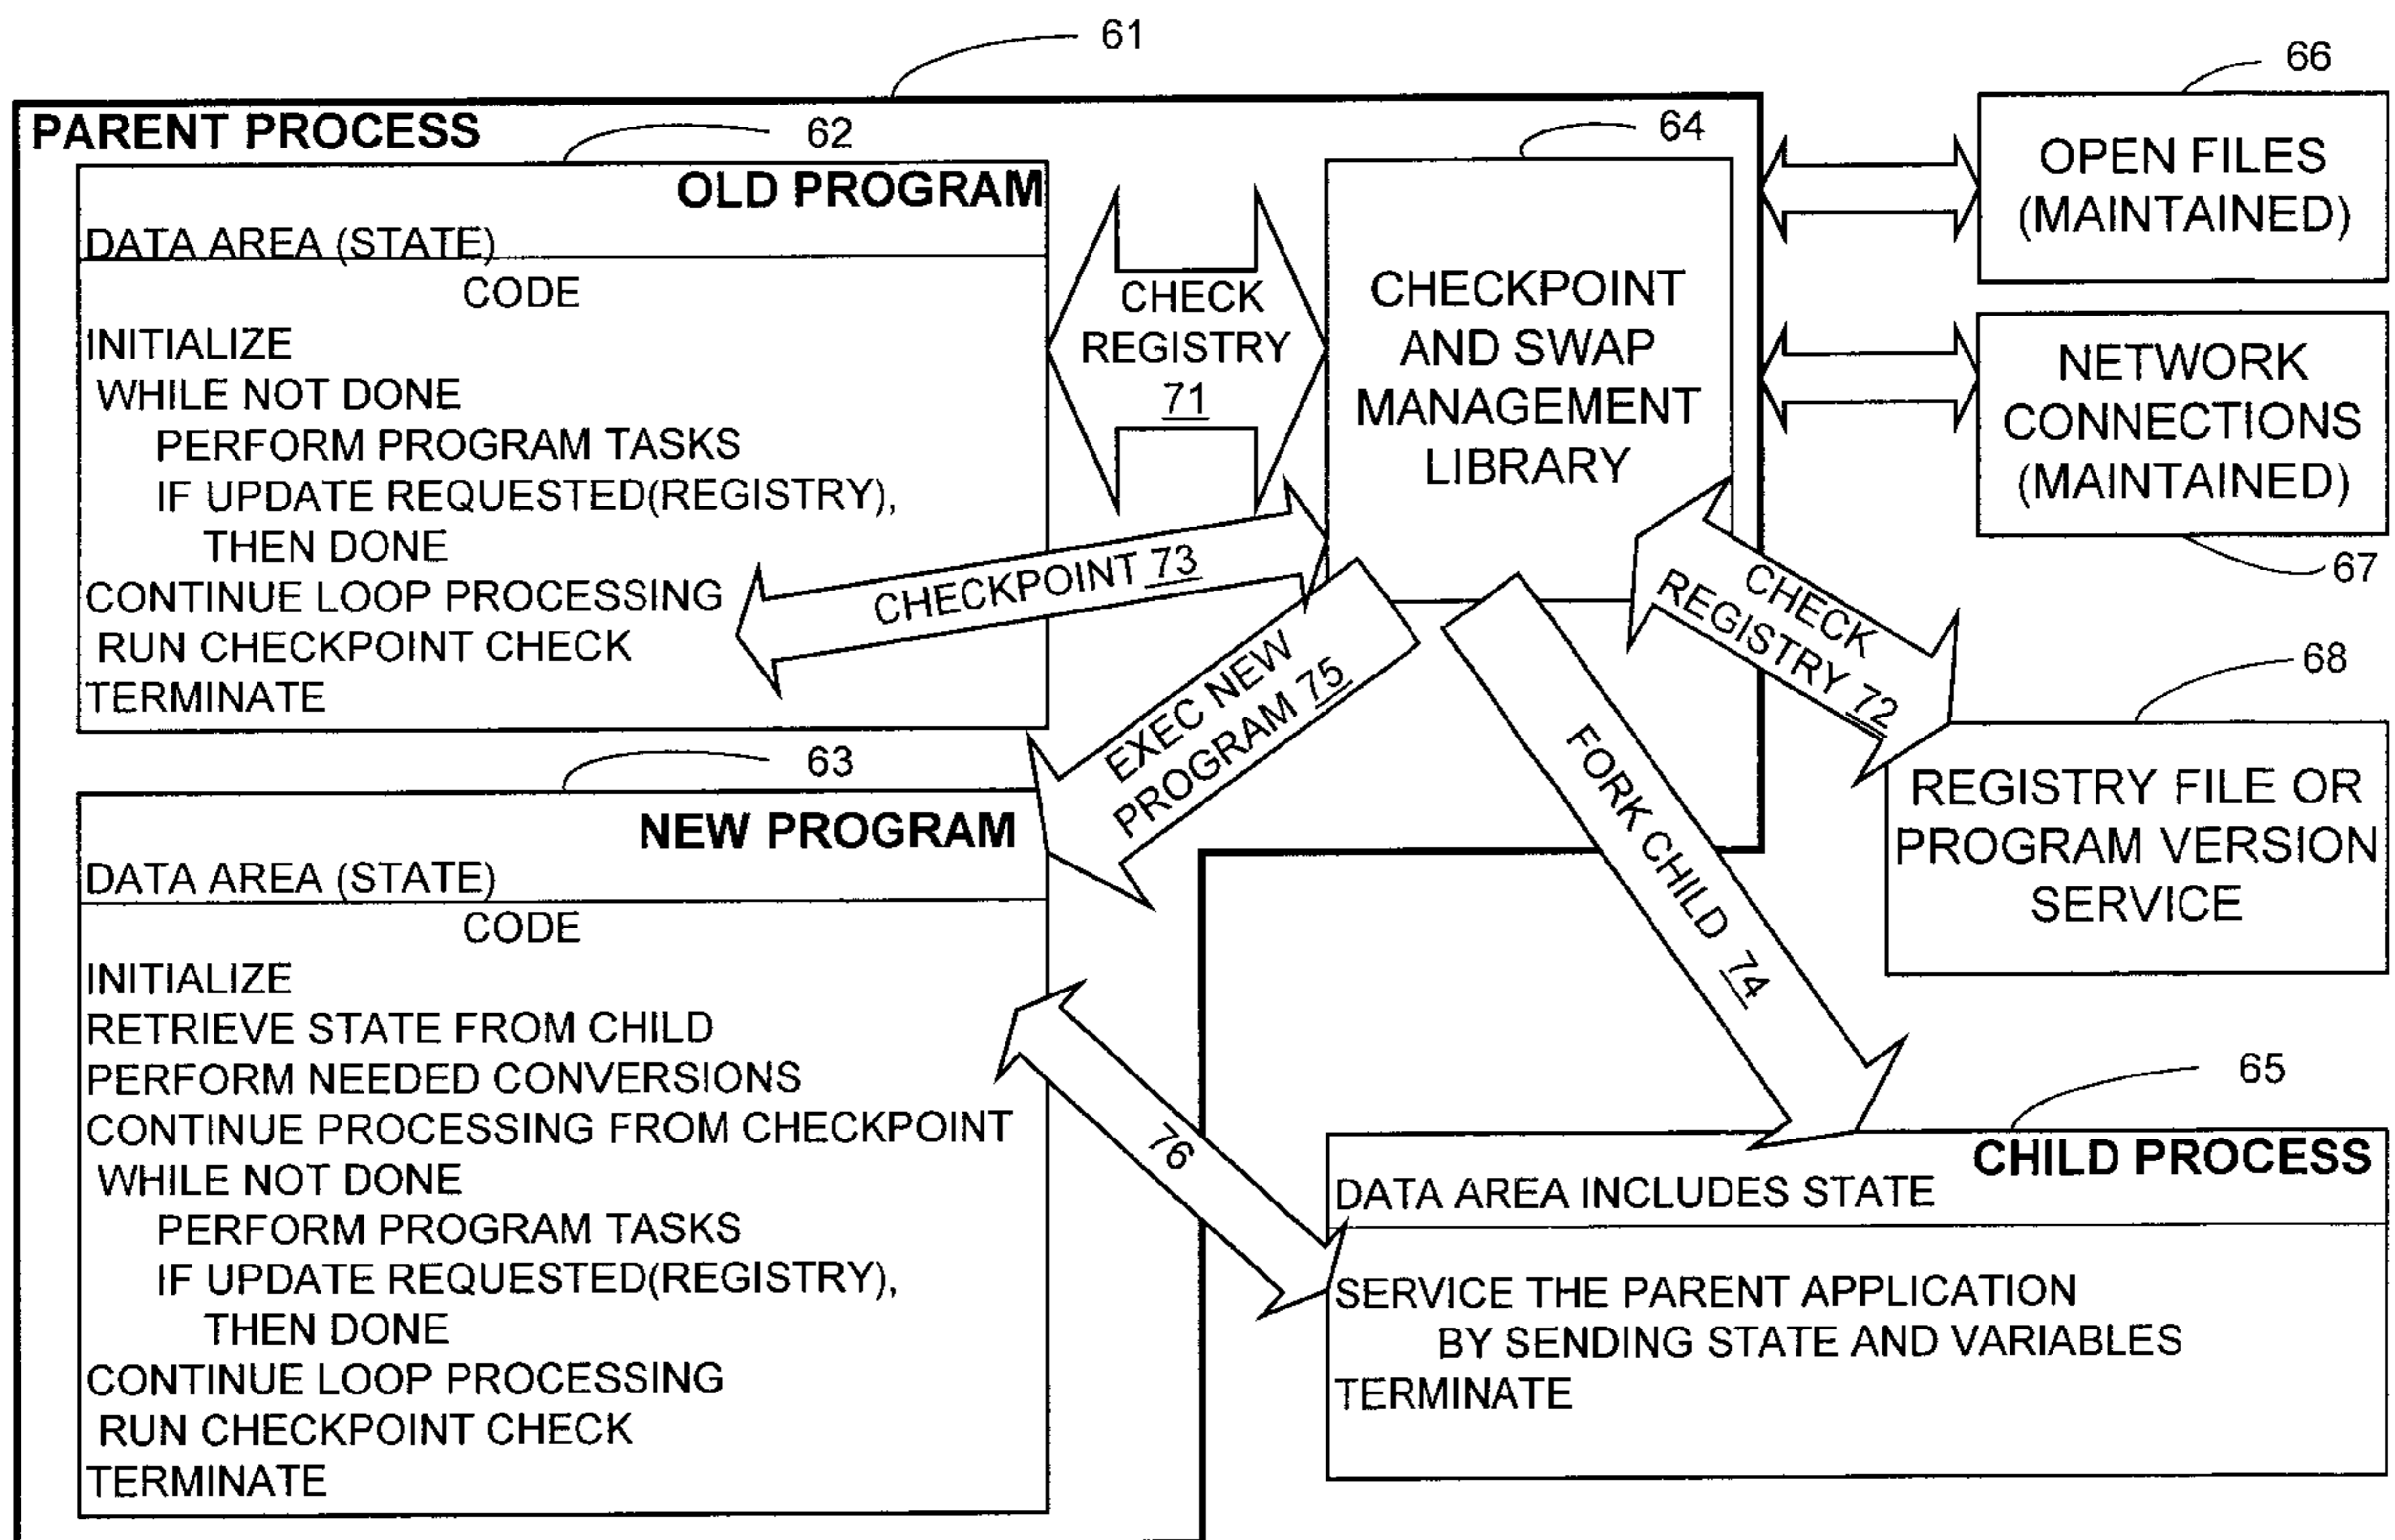 61
66
PARENT PROCESS
62
64
OLD PROGRAM
DATA AREA (STATE)
CODE
INITIALIZE
WHILE NOT DONE
PERFORM PROGRAM TASKS
IF UPDATE REQUESTED(REGISTRY),
THEN DONE
CONTINUE LOOP PROCESSING
RUN CHECKPOINT CHECK
TERMINATE
CHECK
REGISTRY
71
CHECKPOINT
AND SWAP
MANAGEMENT
LIBRARY
OPEN FILES
(MAINTAINED)
NETWORK
CONNECTIONS
(MAINTAINED)
67
CHECKPOINT 73
CHECK
REGISTRY 72
68
EXEC NEW
PROGRAM 75
FORK CHILD 74
REGISTRY FILE OR
PROGRAM VERSION
SERVICE
63
NEW PROGRAM
DATA AREA (STATE)
CODE
INITIALIZE
RETRIEVE STATE FROM CHILD
PERFORM NEEDED CONVERSIONS
CONTINUE PROCESSING FROM CHECKPOINT
WHILE NOT DONE
PERFORM PROGRAM TASKS
IF UPDATE REQUESTED(REGISTRY),
THEN DONE
CONTINUE LOOP PROCESSING
RUN CHECKPOINT CHECK
TERMINATE
76
65
CHILD PROCESS
DATA AREA INCLUDES STATE
SERVICE THE PARENT APPLICATION
BY SENDING STATE AND VARIABLES
TERMINATE